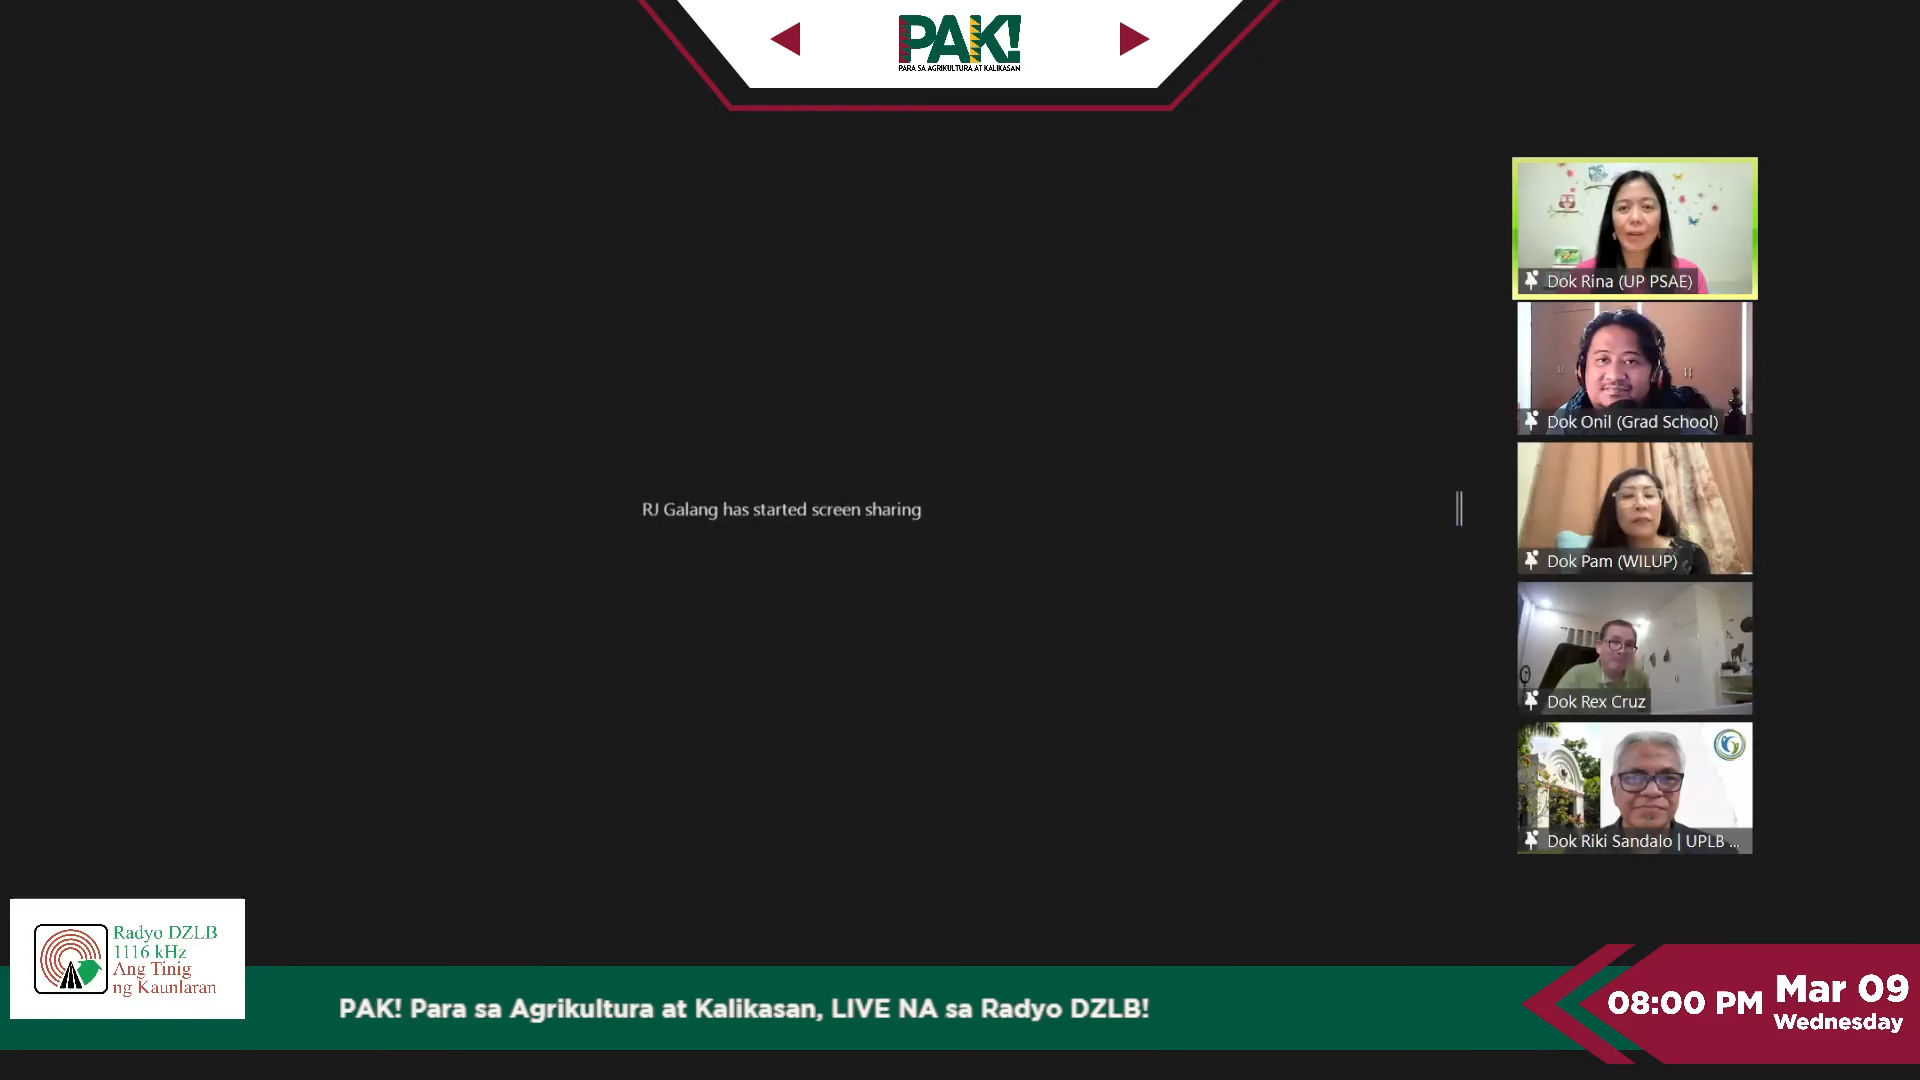 PAK!
PARA SA AGRIKULTURA AT KALIKASAN
Dok Rina (UP PSAE)
Dok Onil (Grad School)
RJ Galang has started screen sharing
Dok Pam (WILUP)
Dok Rex Cruz
Dok Riki Sandalo | UPLB ...
Radyo DZLB
1116 kHz
Ang Tinig
ng Kaunlaran
PAK! Para sa Agrikultura at Kalikasan, LIVE NA sa Radyo DZLB!
08:00 PM
Mar 09
Wednesday